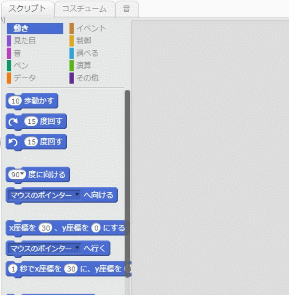 スクリプト コスチューム 音
動き イベント
見た目 制御
音 調べる
ペン 演算
データ その他
10 歩動かす
15 度回す
15 度回す
90▼ 度に向ける
マウスのポインター▼ へ向ける
x座標を 30 、y座標を 0 にする
マウスのポインター▼ へ行く
1 秒でx座標を 30 に、y座標を